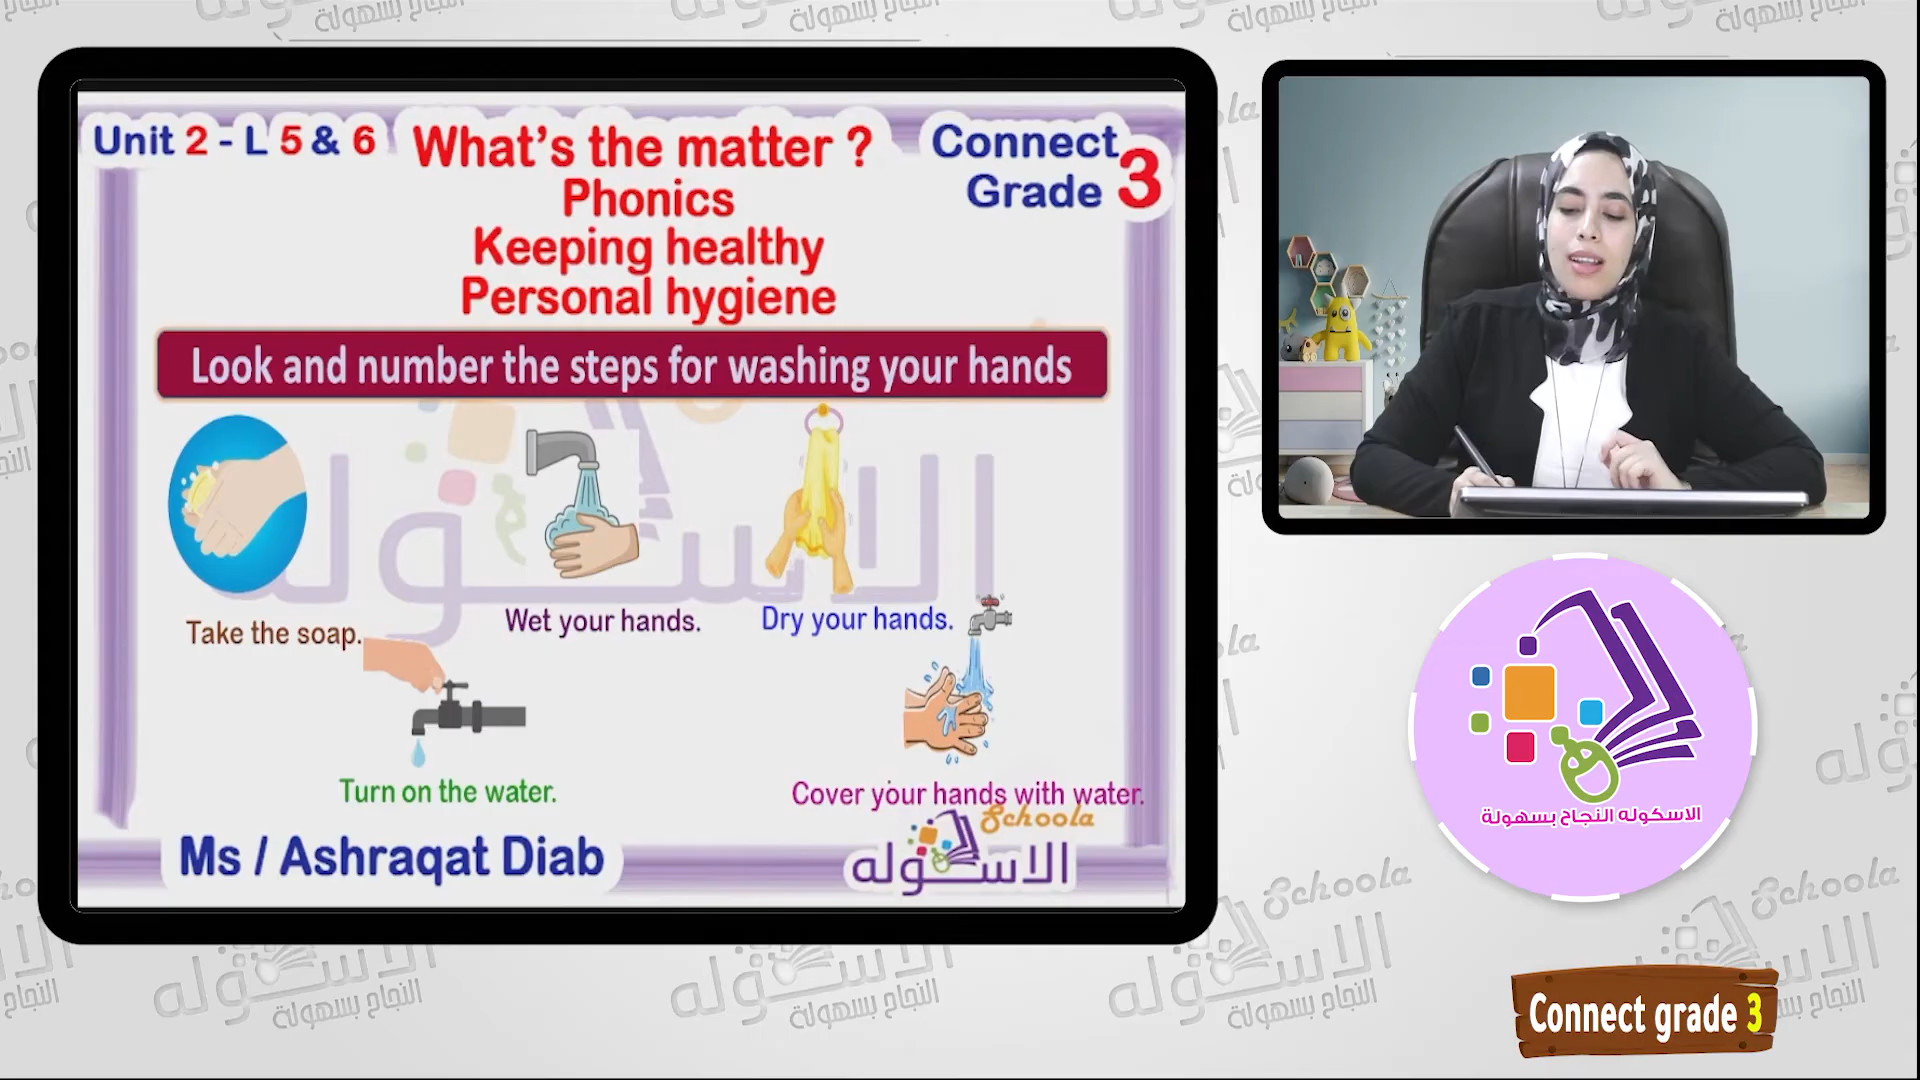 Unit 2 - L 5 & 6
What's the matter ?
Connect
Grade 3
Phonics
Keeping healthy
Personal hygiene
Look and number the steps for washing your hands
Take the soap.
Wet your hands.
Dry your hands.
Turn on the water.
Cover your hands with water.
Ms / Ashraqat Diab
Schoola
الاسكوله
الاسكوله النجاح بسهولة
Connect grade 3